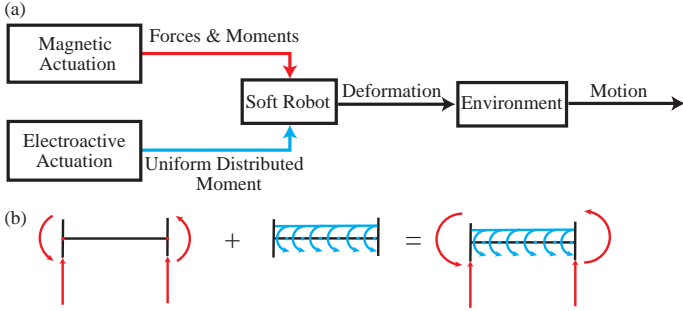 (a)
Magnetic
Actuation
Forces & Moments
Soft Robot
Deformation
Environment
Motion
Electroactive
Actuation
Uniform Distributed
Moment
(b)
+
=